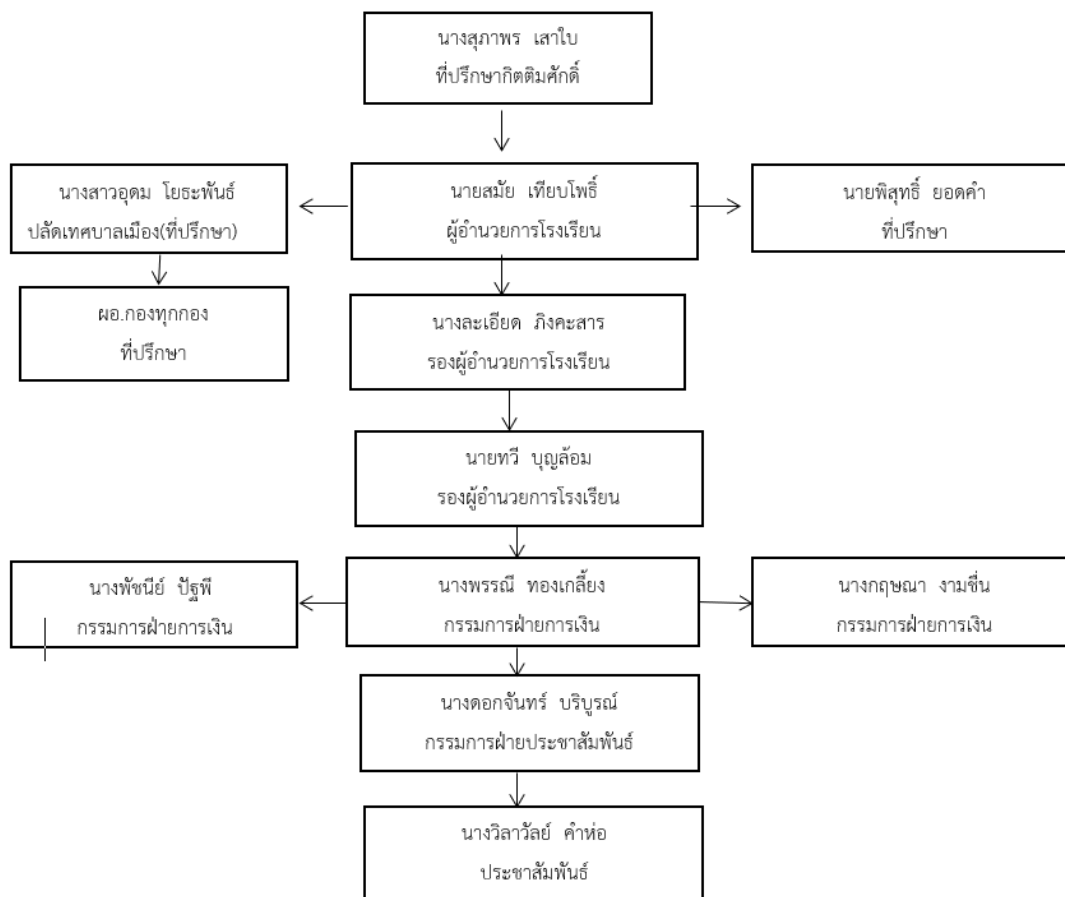 นางสุภาพร เสาใบ
ที่ปรึกษากิตติมศักดิ์
นางสาวอุดม โยธะพันธ์
ปลัดเทศบาลเมือง(ที่ปรึกษา)
นายสมัย เทียบโพธิ์
ผู้อำนวยการโรงเรียน
นายพิสุทธิ์ ยอดคำ
ที่ปรึกษา
ผอ.กองทุกกอง
ที่ปรึกษา
นางละเอียด ภิงคะสาร
รองผู้อำนวยการโรงเรียน
นายทวี บุญล้อม
รองผู้อำนวยการโรงเรียน
นางพัชนีย์ ปัฐพี
กรรมการฝ่ายการเงิน
นางพรรณี ทองเกลี้ยง
กรรมการฝ่ายการเงิน
นางกฤษณา งามชื่น
กรรมการฝ่ายการเงิน
นางดอกจันทร์ บริบูรณ์
กรรมการฝ่ายประชาสัมพันธ์
นางวิลาวัลย์ คำห่อ
ประชาสัมพันธ์